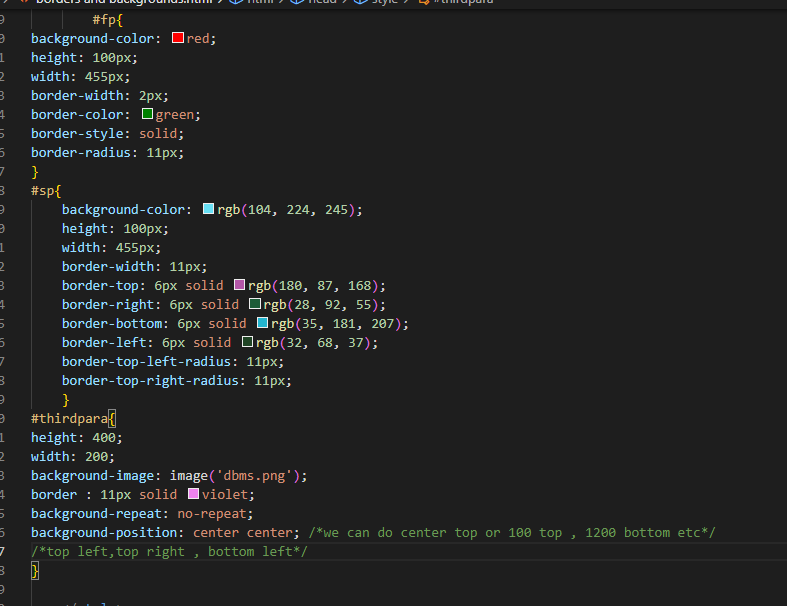 borders and backgrounds.html > html > head > style > #thirdpara
#fp{
background-color: red;
height: 100px;
width: 455px;
border-width: 2px;
border-color: green;
border-style: solid;
border-radius: 11px;
}
#sp{
background-color: rgb(104, 224, 245);
height: 100px;
width: 455px;
border-width: 11px;
border-top: 6px solid rgb(180, 87, 168);
border-right: 6px solid rgb(28, 92, 55);
border-bottom: 6px solid rgb(35, 181, 207);
border-left: 6px solid rgb(32, 68, 37);
border-top-left-radius: 11px;
border-top-right-radius: 11px;
}
#thirdpara{
height: 400;
width: 200;
background-image: image('dbms.png');
border : 11px solid violet;
background-repeat: no-repeat;
background-position: center center; /*we can do center top or 100 top , 1200 bottom etc*/
/*top left,top right , bottom left*/
}